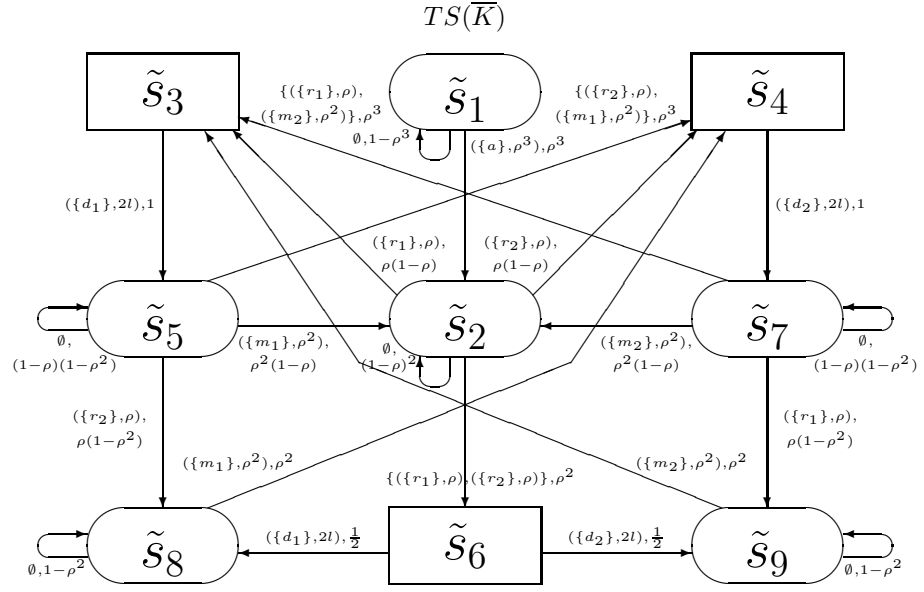 TS(K̅)
s̃₃
s̃₁
s̃₄
{({r₁},ρ),
({m₂},ρ²)},ρ³
{({r₂},ρ),
({m₁},ρ²)},ρ³
∅,1−ρ³
({a},ρ³),ρ³
({d₁},2l),1
({d₂},2l),1
({r₁},ρ),
ρ(1−ρ)
({r₂},ρ),
ρ(1−ρ)
s̃₅
s̃₂
s̃₇
∅,
(1−ρ)(1−ρ²)
({m₁},ρ²),
ρ²(1−ρ)
∅,
(1−ρ)²
({m₂},ρ²),
ρ²(1−ρ)
∅,
(1−ρ)(1−ρ²)
({r₂},ρ),
ρ(1−ρ²)
({r₁},ρ),
ρ(1−ρ²)
({m₁},ρ²),ρ²
{({r₁},ρ),({r₂},ρ)},ρ²
({m₂},ρ²),ρ²
s̃₈
({d₁},2l),½
s̃₆
({d₂},2l),½
s̃₉
∅,1−ρ²
∅,1−ρ²